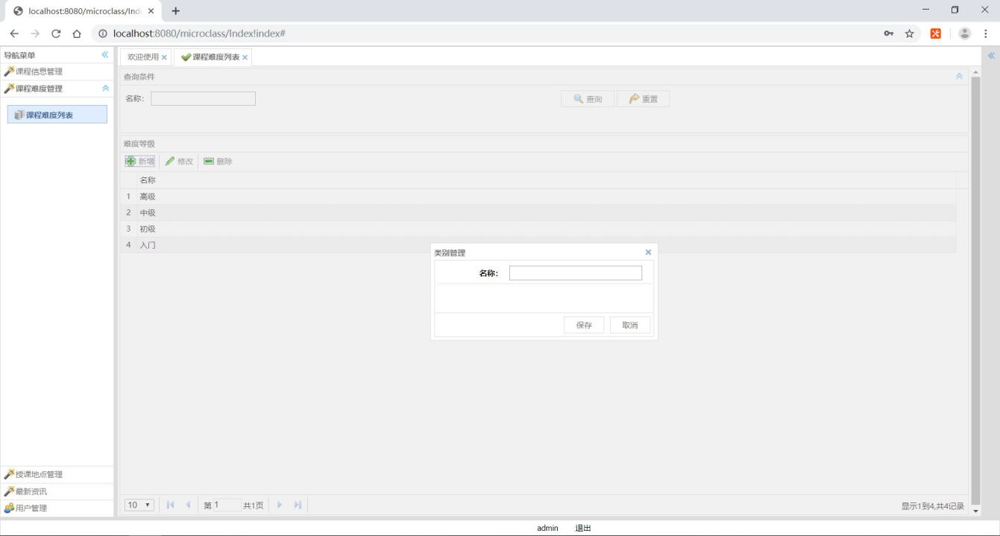 localhost:8080/microclass/Ind
localhost:8080/microclass/Index!index#
导航菜单
课程信息管理
课程难度管理
课程难度列表
授课地点管理
最新资讯
用户管理
欢迎使用 课程难度列表
查询条件
名称: 查询 重置
难度等级
新增 修改 删除
名称
1 高级
2 中级
3 初级
4 入门
类别管理
名称:
保存 取消
10 第 1 共1页 显示1到4,共4记录
admin 退出